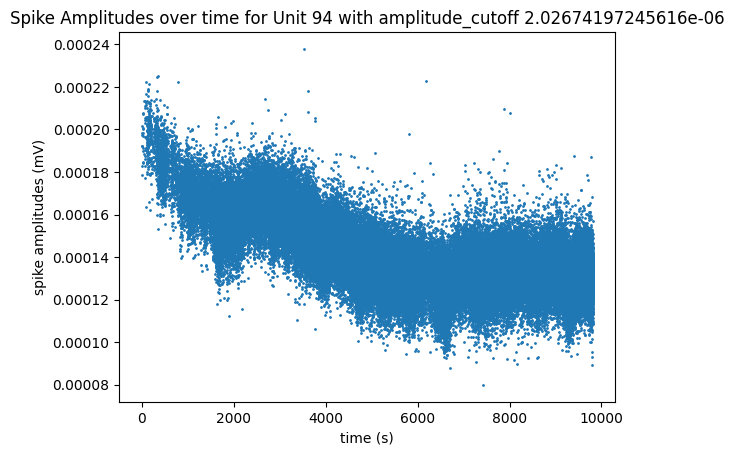 Spike Amplitudes over time for Unit 94 with amplitude_cutoff 2.02674197245616e-06
0.00024
0.00022
0.00020
0.00018
0.00016
0.00014
0.00012
0.00010
0.00008
spike amplitudes (mV)
0 2000 4000 6000 8000 10000
time (s)